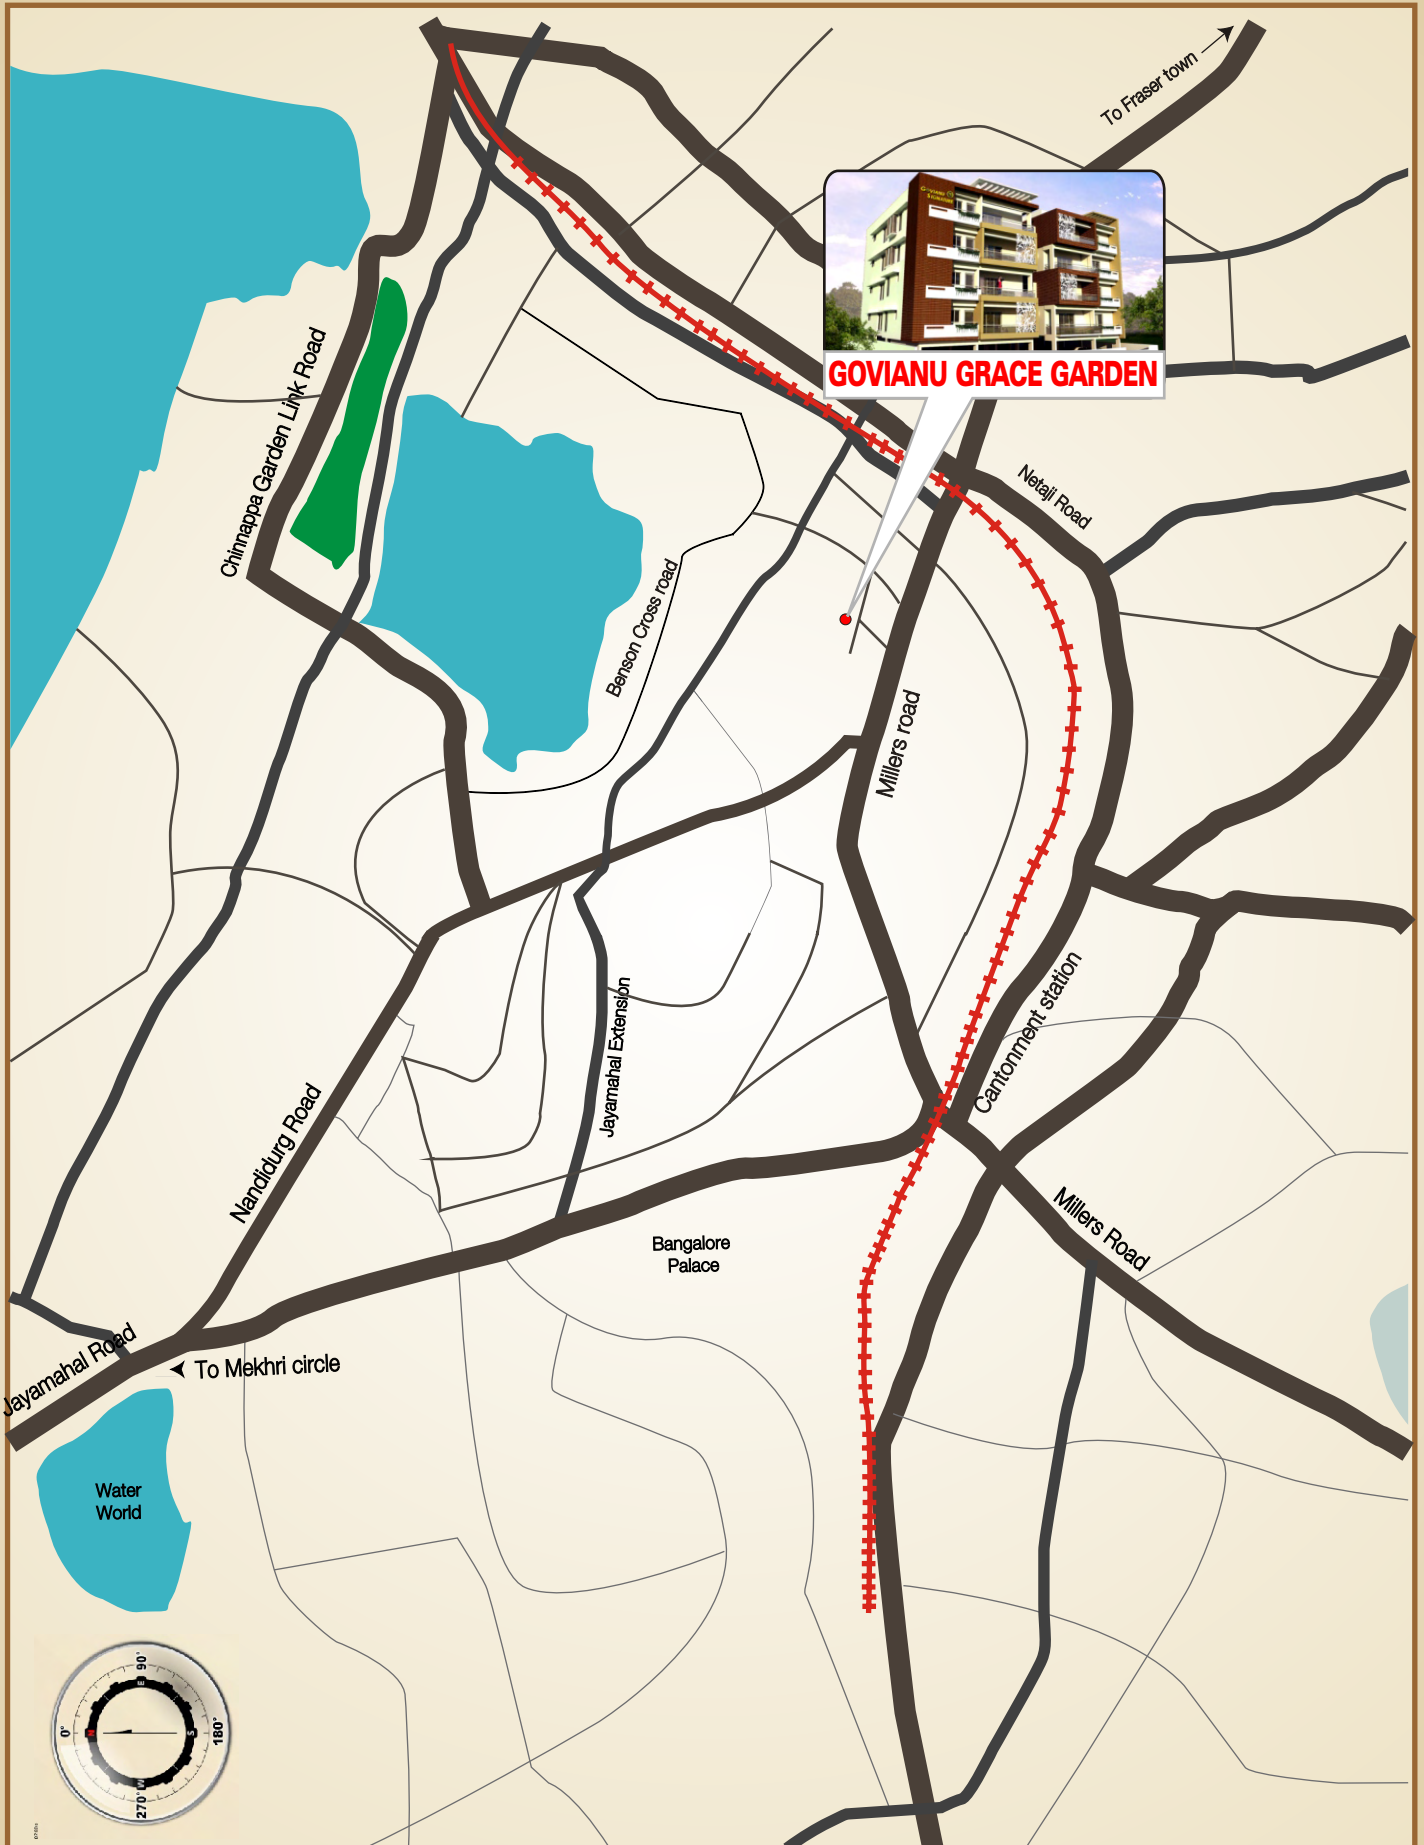 To Fraser town
GOVIANU
SIGNATURE
GOVIANU GRACE GARDEN
Chinnappa Garden Link Road
Netaji Road
Benson Cross road
Millers road
Cantonment station
Jayamahal Extension
Nandidurg Road
Millers Road
Bangalore
Palace
Jayamahal Road
To Mekhri circle
Water
World
90°
E
0°
N
S
180°
W
270°